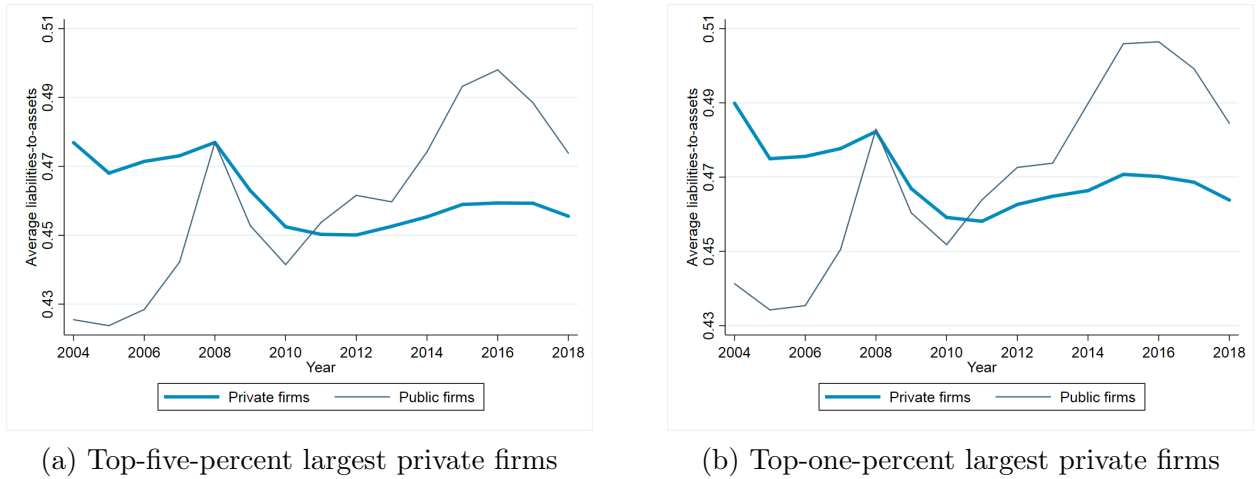 0.51
0.49
0.47
0.45
0.43
Average liabilities-to-assets
2004 2006 2008 2010 2012 2014 2016 2018
Year
Private firms Public firms
(a) Top-five-percent largest private firms
0.51
0.49
0.47
0.45
0.43
Average liabilities-to-assets
2004 2006 2008 2010 2012 2014 2016 2018
Year
Private firms Public firms
(b) Top-one-percent largest private firms